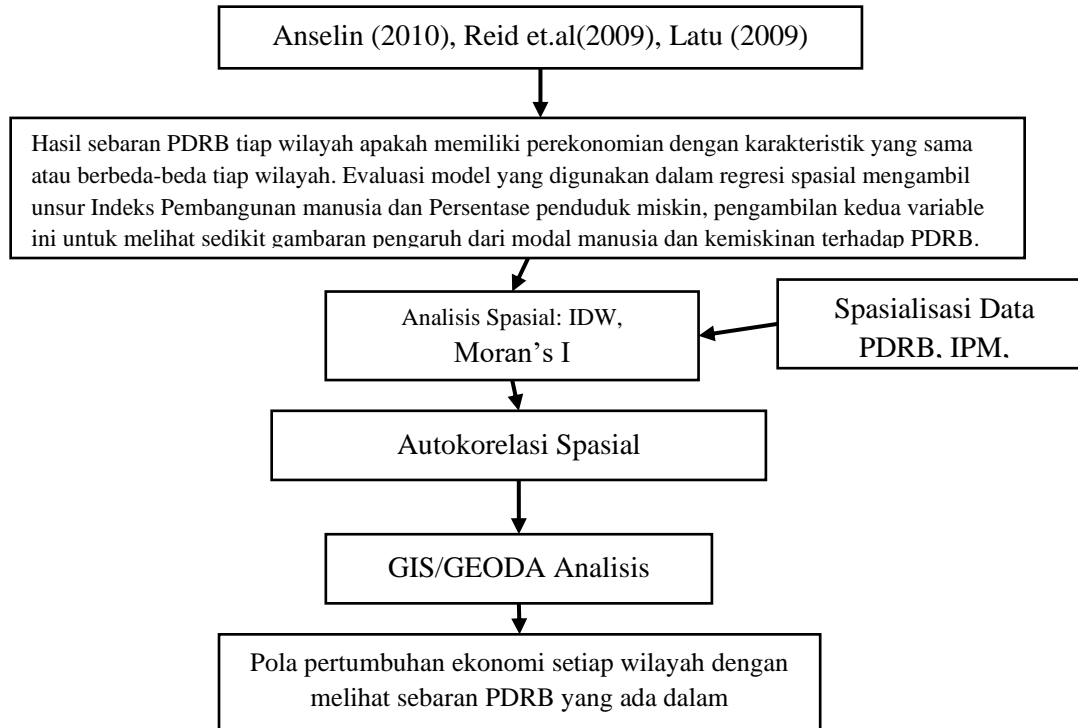 Anselin (2010), Reid et.al(2009), Latu (2009)
Hasil sebaran PDRB tiap wilayah apakah memiliki perekonomian dengan karakteristik yang sama
atau berbeda-beda tiap wilayah. Evaluasi model yang digunakan dalam regresi spasial mengambil
unsur Indeks Pembangunan manusia dan Persentase penduduk miskin, pengambilan kedua variable
ini untuk melihat sedikit gambaran pengaruh dari modal manusia dan kemiskinan terhadap PDRB.
Analisis Spasial: IDW,
Moran's I
Spasialisasi Data
PDRB, IPM,
Autokorelasi Spasial
GIS/GEODA Analisis
Pola pertumbuhan ekonomi setiap wilayah dengan
melihat sebaran PDRB yang ada dalam